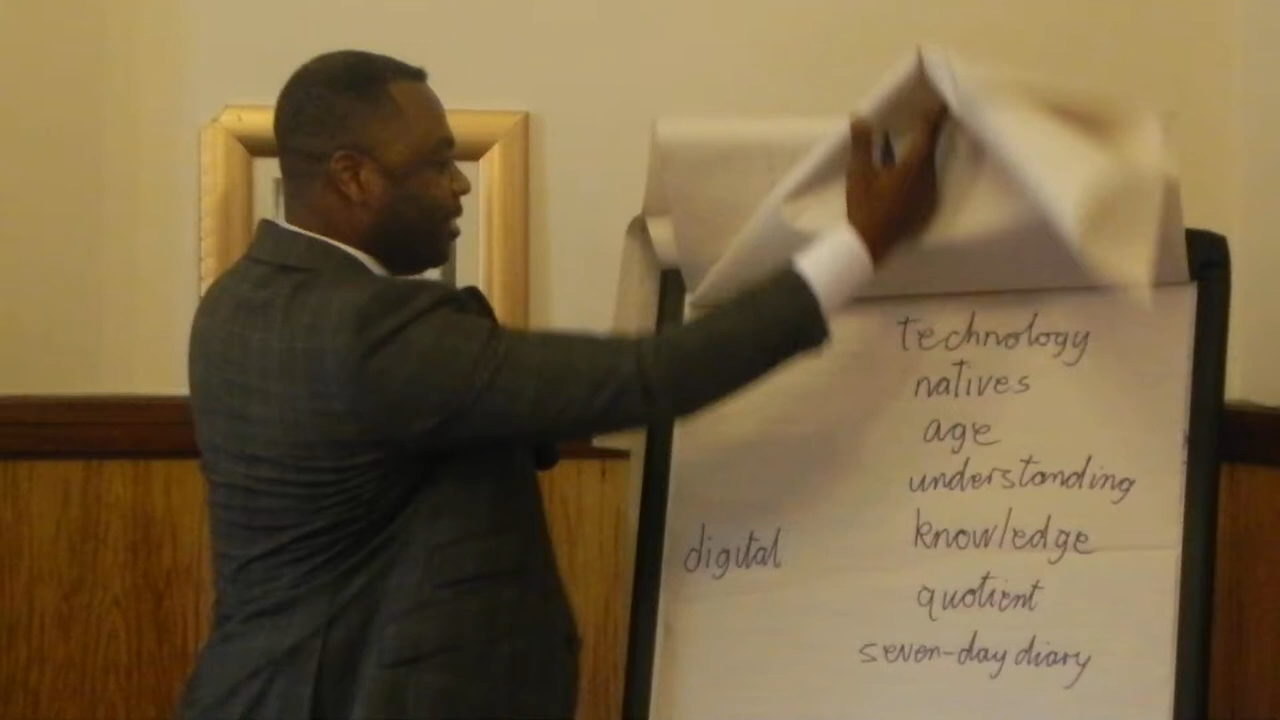 technology
natives
age
understanding
knowledge
digital
quotient
seven-day diary